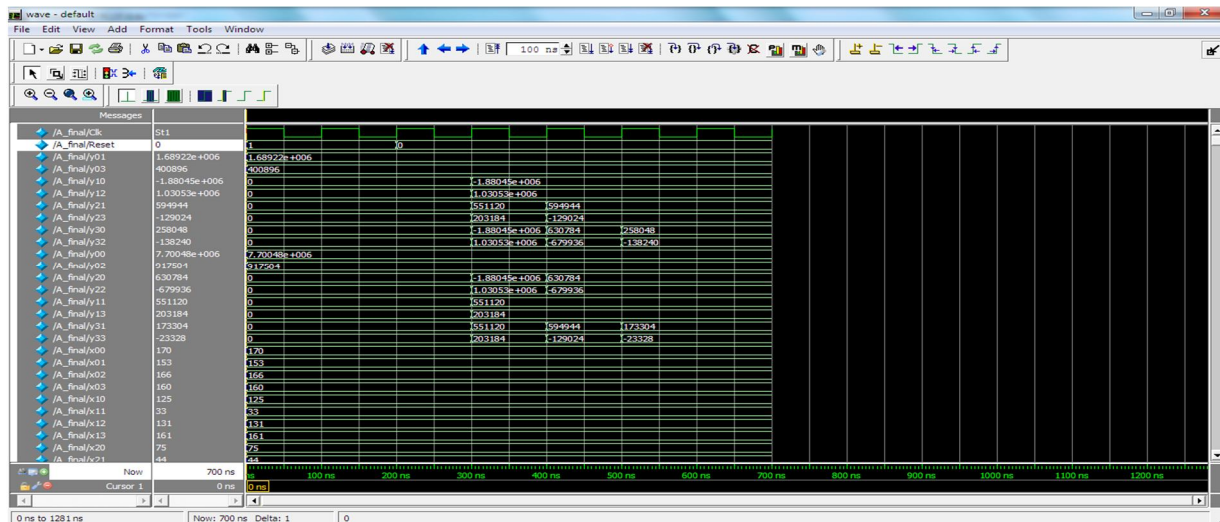 wave - default
File Edit View Add Format Tools Window
100 ns
Messages
/A_final/Clk St1
/A_final/Reset 0 1 0
/A_final/y01 1.68922e+006 1.68922e+006
/A_final/y03 400896 400896
/A_final/y10 -1.88045e+006 0 -1.88045e+006
/A_final/y12 1.03053e+006 0 1.03053e+006
/A_final/y21 594944 0 551120 594944
/A_final/y23 -129024 0 203184 -129024
/A_final/y30 258048 0 -1.88045e+006 630784 258048
/A_final/y32 -138240 0 1.03053e+006 -679936 -138240
/A_final/y00 7.70048e+006 7.70048e+006
/A_final/y02 917504 917504
/A_final/y20 630784 0 -1.88045e+006 630784
/A_final/y22 -679936 0 1.03053e+006 -679936
/A_final/y11 551120 0 551120
/A_final/y13 203184 0 203184
/A_final/y31 173304 0 551120 594944 173304
/A_final/y33 -23328 0 203184 -129024 -23328
/A_final/x00 170 170
/A_final/x01 153 153
/A_final/x02 166 166
/A_final/x03 160 160
/A_final/x10 125 125
/A_final/x11 33 33
/A_final/x12 131 131
/A_final/x13 161 161
/A_final/x20 75 75
/A_final/x21 44 44
Now 700 ns ns 100 ns 200 ns 300 ns 400 ns 500 ns 600 ns 700 ns 800 ns 900 ns 1000 ns 1100 ns 1200 ns
Cursor 1 0 ns 0 ns
0 ns to 1281 ns Now: 700 ns Delta: 1 0